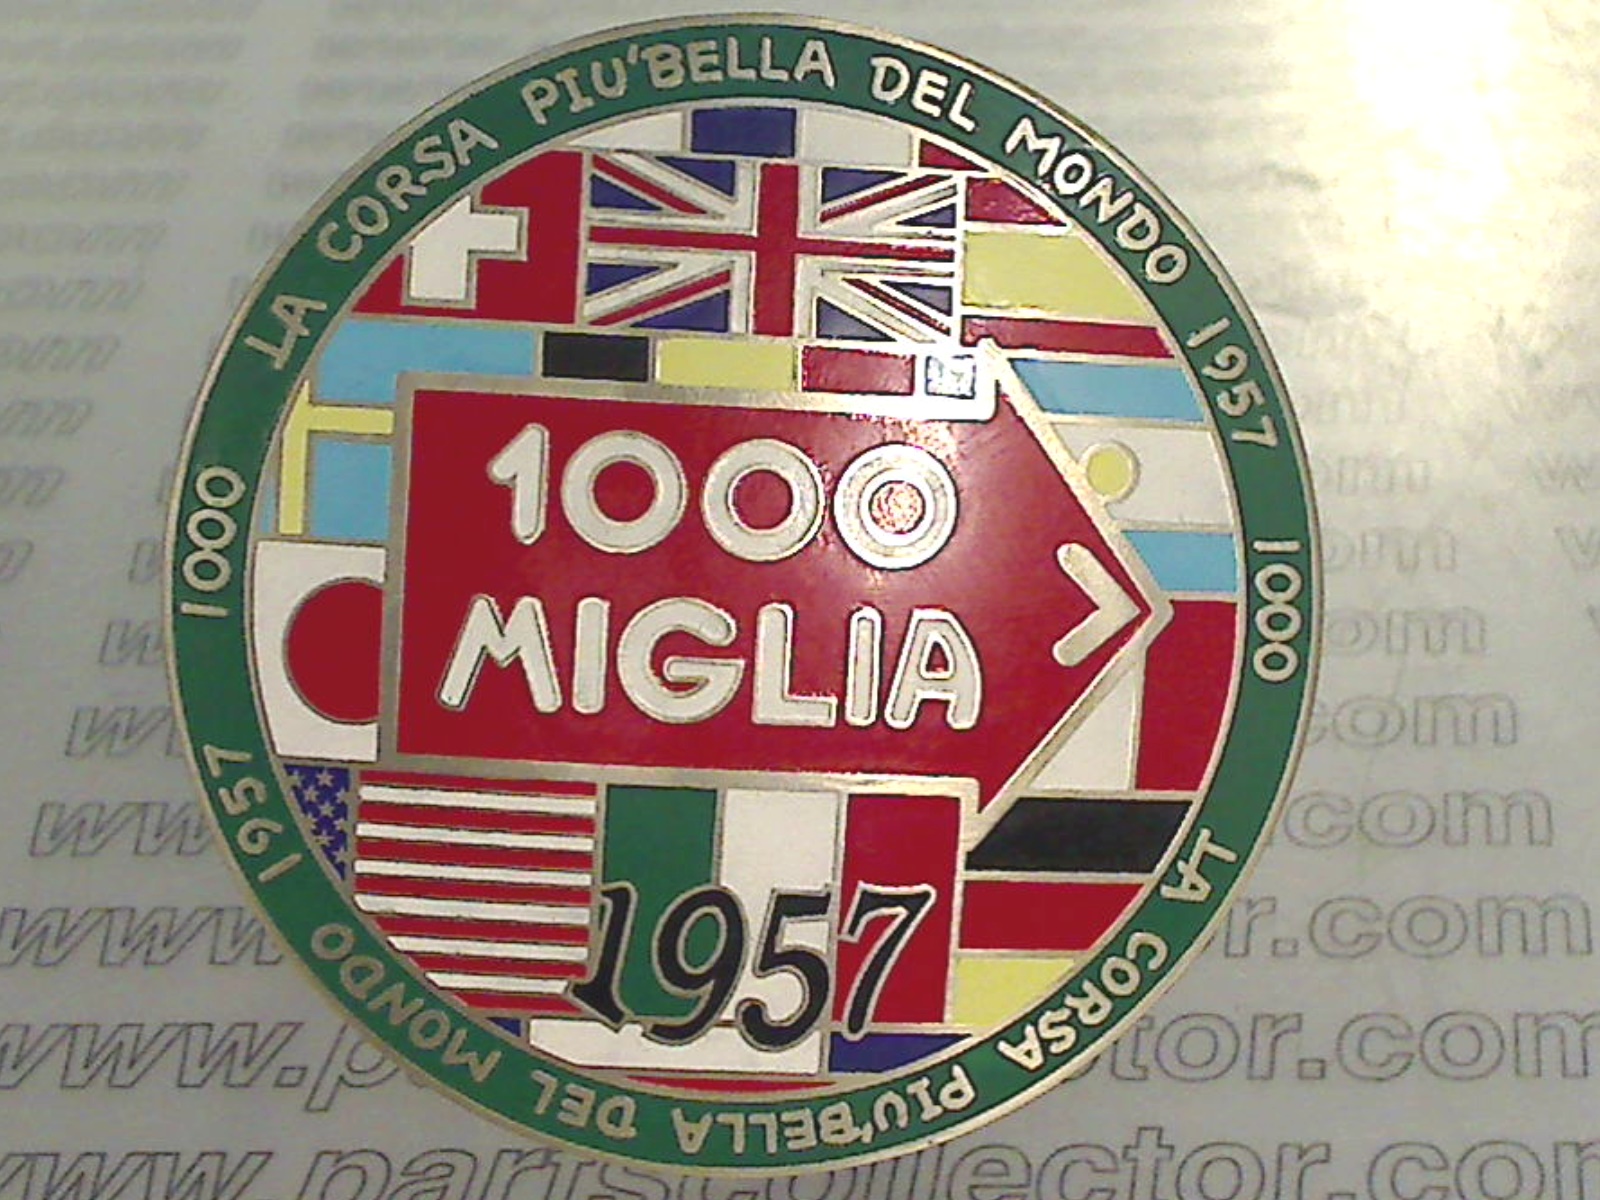 LA CORSA PIU'BELLA DEL MONDO 1957 1000
LA CORSA PIU'BELLA DEL MONDO 1957 1000
1000
MIGLIA
1957
www.partscollector.com